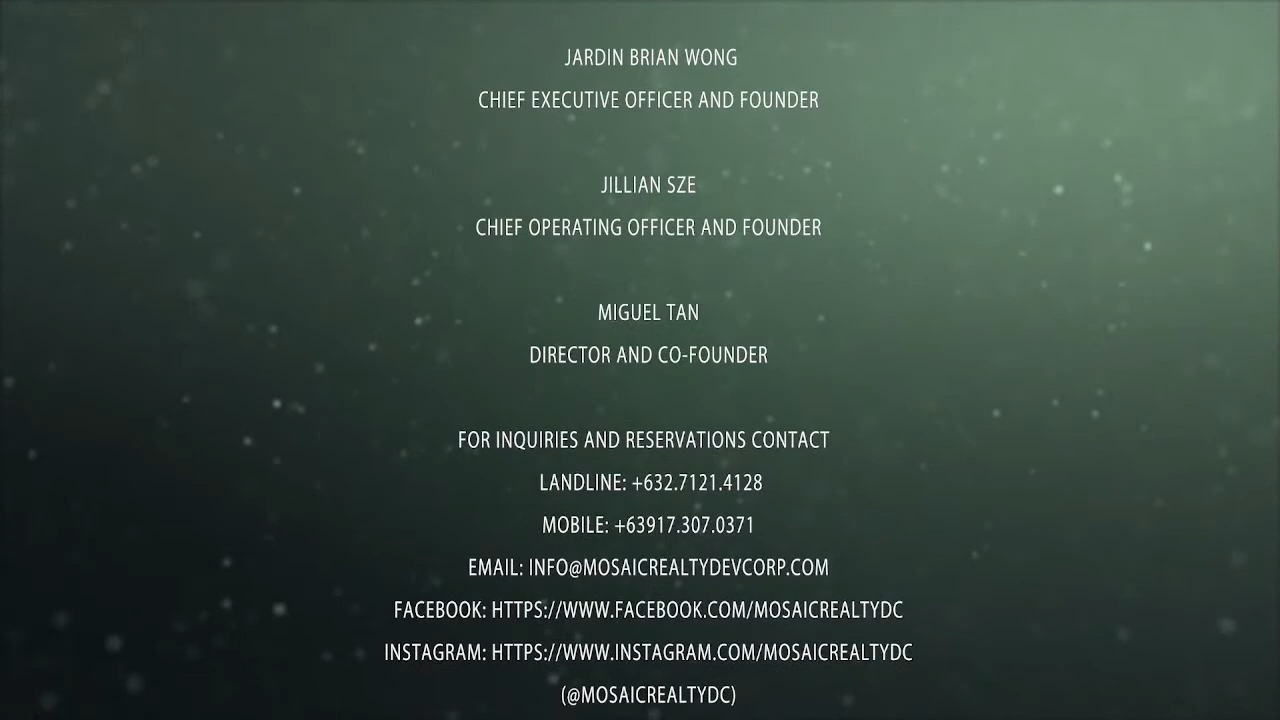 JARDIN BRIAN WONG
CHIEF EXECUTIVE OFFICER AND FOUNDER
JILLIAN SZE
CHIEF OPERATING OFFICER AND FOUNDER
MIGUEL TAN
DIRECTOR AND CO-FOUNDER
FOR INQUIRIES AND RESERVATIONS CONTACT
LANDLINE: +632.7121.4128
MOBILE: +63917.307.0371
EMAIL: INFO@MOSAICREALTYDEVCORP.COM
FACEBOOK: HTTPS://WWW.FACEBOOK.COM/MOSAICREALTYDC
INSTAGRAM: HTTPS://WWW.INSTAGRAM.COM/MOSAICREALTYDC
(@MOSAICREALTYDC)